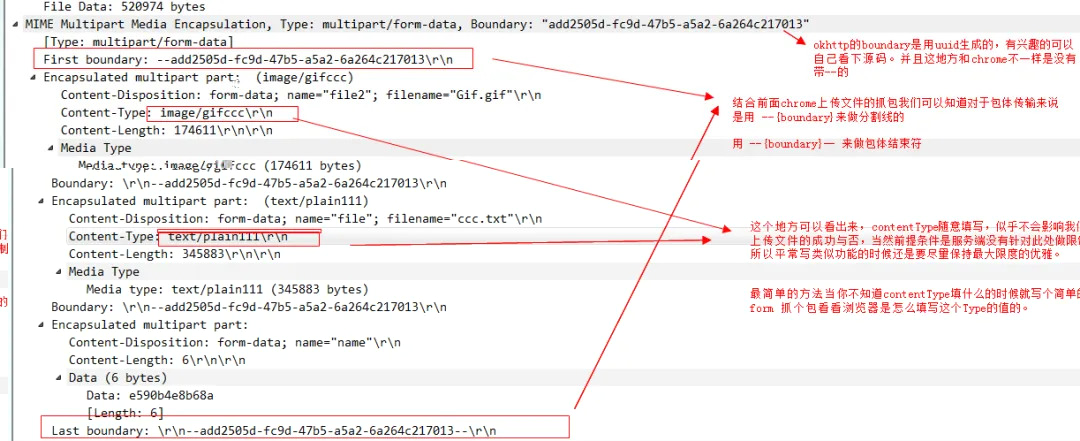 File Data: 520974 bytes
MIME Multipart Media Encapsulation, Type: multipart/form-data, Boundary: "add2505d-fc9d-47b5-a5a2-6a264c217013"
[Type: multipart/form-data]
First boundary: --add2505d-fc9d-47b5-a5a2-6a264c217013\r\n
Encapsulated multipart part: (image/gifccc)
Content-Disposition: form-data; name="file2"; filename="Gif.gif"\r\n
Content-Type: image/gifccc\r\n
Content-Length: 174611\r\n\r\n
Media Type
Media type: image/gifccc (174611 bytes)
Boundary: \r\n--add2505d-fc9d-47b5-a5a2-6a264c217013\r\n
Encapsulated multipart part: (text/plain111)
Content-Disposition: form-data; name="file"; filename="ccc.txt"\r\n
Content-Type: text/plain111\r\n
Content-Length: 345883\r\n\r\n
Media Type
Media type: text/plain111 (345883 bytes)
Boundary: \r\n--add2505d-fc9d-47b5-a5a2-6a264c217013\r\n
Encapsulated multipart part:
Content-Disposition: form-data; name="name"\r\n
Content-Length: 6\r\n\r\n
Data (6 bytes)
Data: e590b4e8b68a
[Length: 6]
Last boundary: \r\n--add2505d-fc9d-47b5-a5a2-6a264c217013--\r\n
okhttp的boundary是用uuid生成的，有兴趣的可以
自己看下源码。并且这地方和chrome不一样是没有
带--的
结合前面chrome上传文件的抓包我们可以知道对于包体传输来说
是用 --{boundary}来做分割线的
用 --{boundary}— 来做包体结束符
这个地方可以看出来，contentType随意填写，似乎不会影响我们
上传文件的成功与否，当然前提条件是服务端没有针对此处做限制
所以平常写类似功能的时候还是要尽量保持最大限度的优雅。
最简单的方法当你不知道contentType填什么的时候就写个简单的
form 抓个包看看浏览器是怎么填写这个Type的值的。
们
制
的